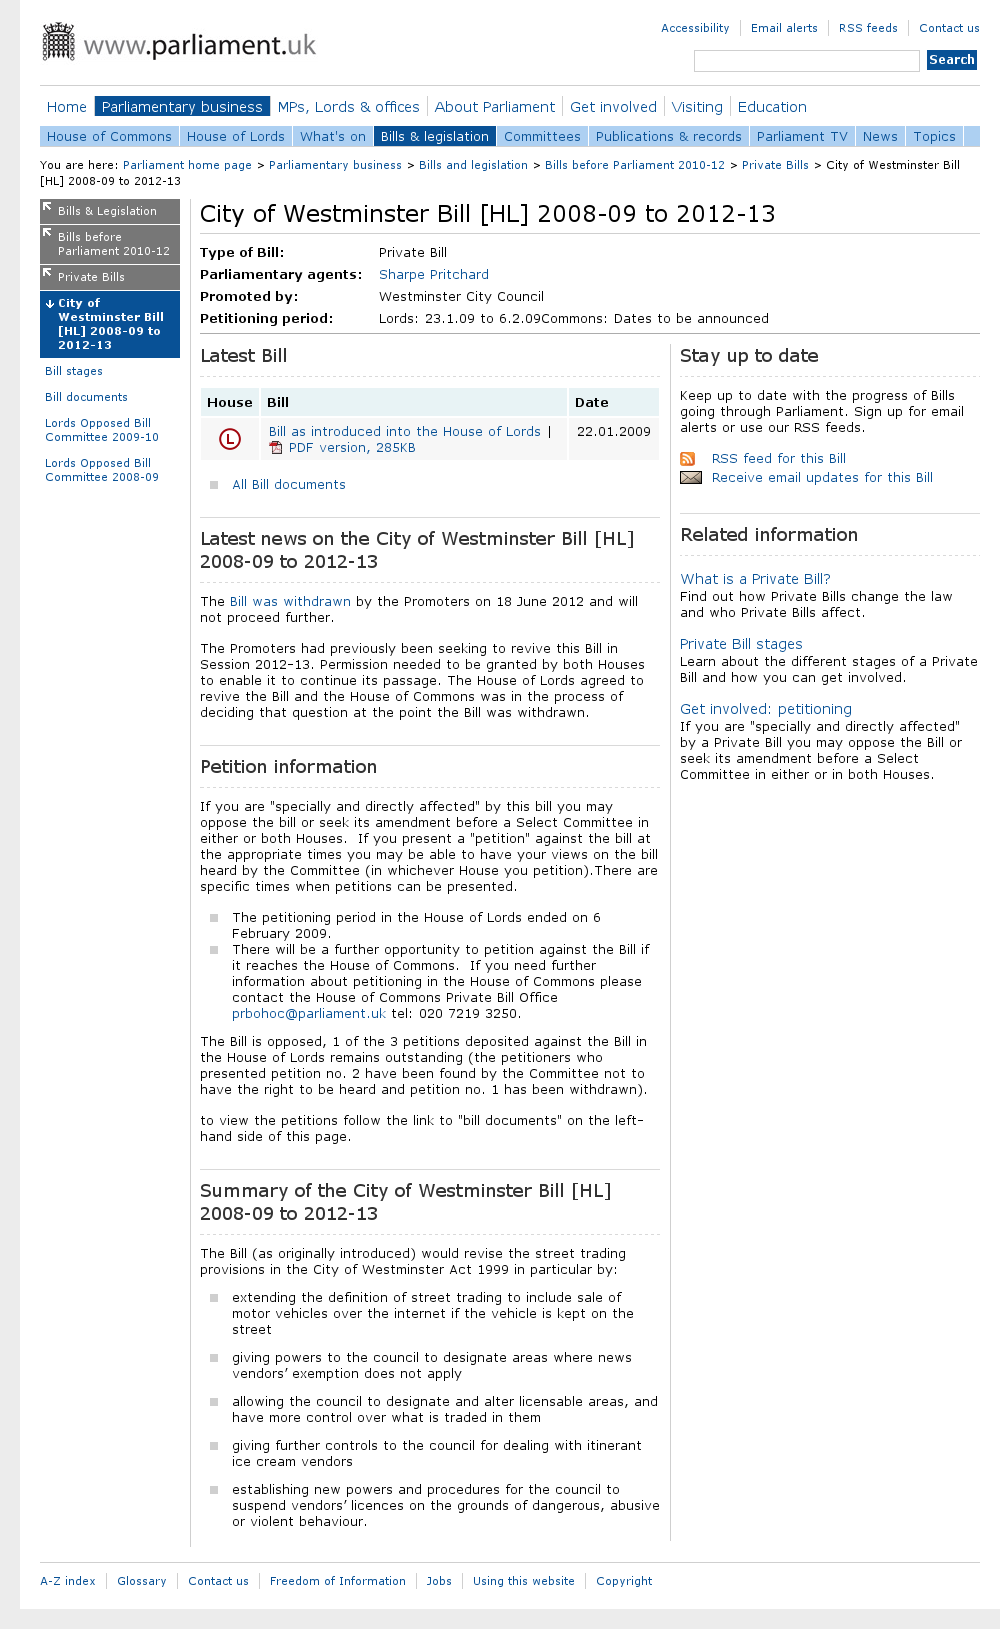 www.parliament.uk
Accessibility
Email alerts
RSS feeds
Contact us
Search
Home
Parliamentary business
MPs, Lords & offices
About Parliament
Get involved
Visiting
Education
House of Commons
House of Lords
What's on
Bills & legislation
Committees
Publications & records
Parliament TV
News
Topics
You are here: Parliament home page > Parliamentary business > Bills and legislation > Bills before Parliament 2010-12 > Private Bills > City of Westminster Bill
[HL] 2008-09 to 2012-13
Bills & Legislation
Bills before
Parliament 2010-12
Private Bills
City of
Westminster Bill
[HL] 2008-09 to
2012-13
Bill stages
Bill documents
Lords Opposed Bill
Committee 2009-10
Lords Opposed Bill
Committee 2008-09
City of Westminster Bill [HL] 2008-09 to 2012-13
Type of Bill: Private Bill
Parliamentary agents: Sharpe Pritchard
Promoted by: Westminster City Council
Petitioning period: Lords: 23.1.09 to 6.2.09Commons: Dates to be announced
Latest Bill
House Bill Date
L
Bill as introduced into the House of Lords | 22.01.2009
PDF version, 285KB
All Bill documents
Latest news on the City of Westminster Bill [HL]
2008-09 to 2012-13
The Bill was withdrawn by the Promoters on 18 June 2012 and will
not proceed further.
The Promoters had previously been seeking to revive this Bill in
Session 2012–13. Permission needed to be granted by both Houses
to enable it to continue its passage. The House of Lords agreed to
revive the Bill and the House of Commons was in the process of
deciding that question at the point the Bill was withdrawn.
Petition information
If you are "specially and directly affected" by this bill you may
oppose the bill or seek its amendment before a Select Committee in
either or both Houses.  If you present a "petition" against the bill at
the appropriate times you may be able to have your views on the bill
heard by the Committee (in whichever House you petition).There are
specific times when petitions can be presented.
The petitioning period in the House of Lords ended on 6
February 2009.
There will be a further opportunity to petition against the Bill if
it reaches the House of Commons.  If you need further
information about petitioning in the House of Commons please
contact the House of Commons Private Bill Office
prbohoc@parliament.uk tel: 020 7219 3250.
The Bill is opposed, 1 of the 3 petitions deposited against the Bill in
the House of Lords remains outstanding (the petitioners who
presented petition no. 2 have been found by the Committee not to
have the right to be heard and petition no. 1 has been withdrawn).
to view the petitions follow the link to "bill documents" on the left-
hand side of this page.
Summary of the City of Westminster Bill [HL]
2008-09 to 2012-13
The Bill (as originally introduced) would revise the street trading
provisions in the City of Westminster Act 1999 in particular by:
extending the definition of street trading to include sale of
motor vehicles over the internet if the vehicle is kept on the
street
giving powers to the council to designate areas where news
vendors’ exemption does not apply
allowing the council to designate and alter licensable areas, and
have more control over what is traded in them
giving further controls to the council for dealing with itinerant
ice cream vendors
establishing new powers and procedures for the council to
suspend vendors’ licences on the grounds of dangerous, abusive
or violent behaviour.
Stay up to date
Keep up to date with the progress of Bills
going through Parliament. Sign up for email
alerts or use our RSS feeds.
RSS feed for this Bill
Receive email updates for this Bill
Related information
What is a Private Bill?
Find out how Private Bills change the law
and who Private Bills affect.
Private Bill stages
Learn about the different stages of a Private
Bill and how you can get involved.
Get involved: petitioning
If you are "specially and directly affected"
by a Private Bill you may oppose the Bill or
seek its amendment before a Select
Committee in either or in both Houses.
A-Z index
Glossary
Contact us
Freedom of Information
Jobs
Using this website
Copyright